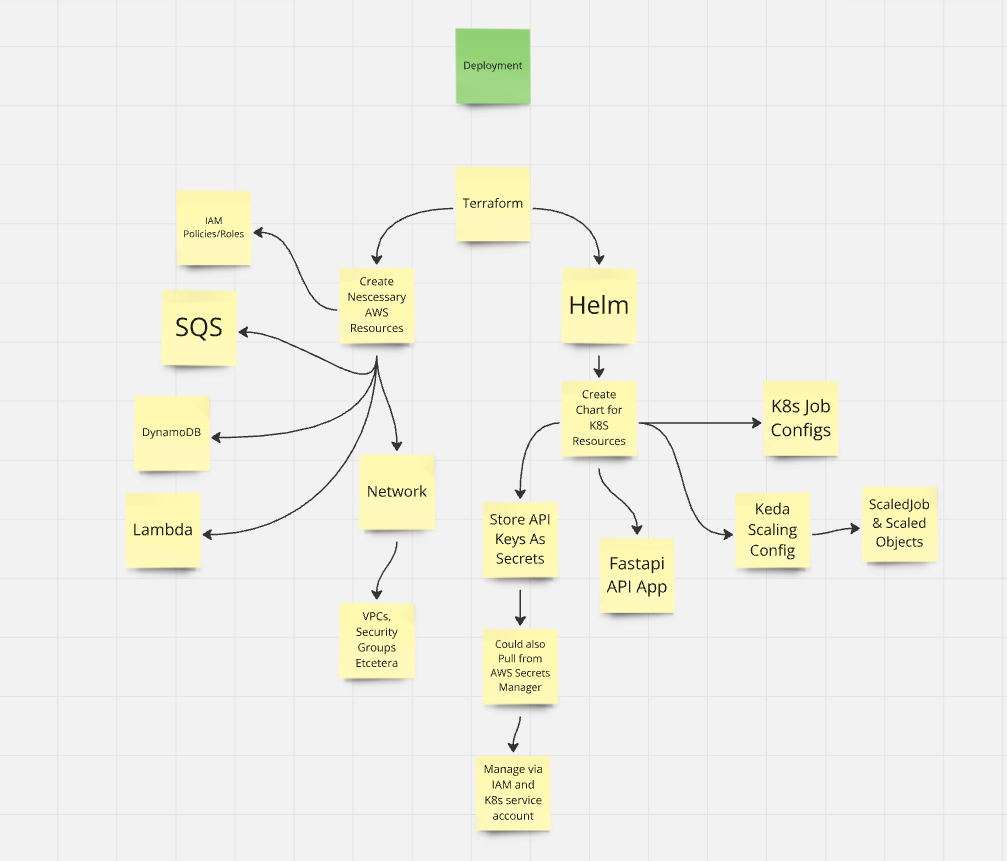 Deployment
Terraform
IAM
Policies/Roles
Create
Nescessary
AWS
Resources
Helm
SQS
DynamoDB
Lambda
Network
VPCs,
Security
Groups
Etcetera
Create
Chart for
K8S
Resources
K8s Job
Configs
Store API
Keys As
Secrets
Fastapi
API App
Keda
Scaling
Config
ScaledJob
& Scaled
Objects
Could also
Pull from
AWS Secrets
Manager
Manage via
IAM and
K8s service
account